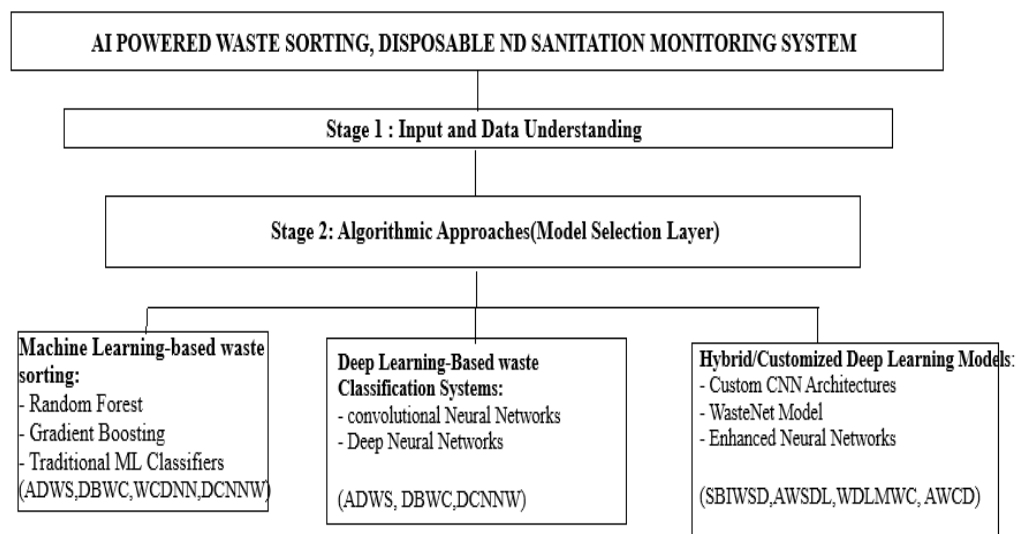 AI POWERED WASTE SORTING, DISPOSABLE ND SANITATION MONITORING SYSTEM
Stage 1 : Input and Data Understanding
Stage 2: Algorithmic Approaches(Model Selection Layer)
Machine Learning-based waste
sorting:
- Random Forest
- Gradient Boosting
- Traditional ML Classifiers
(ADWS,DBWC,WCDNN,DCNNW)
Deep Learning-Based waste
Classification Systems:
- convolutional Neural Networks
- Deep Neural Networks
(ADWS, DBWC,DCNNW)
Hybrid/Customized Deep Learning Models:
- Custom CNN Architectures
- WasteNet Model
- Enhanced Neural Networks
(SBIWSD,AWSDL,WDLMWC, AWCD)